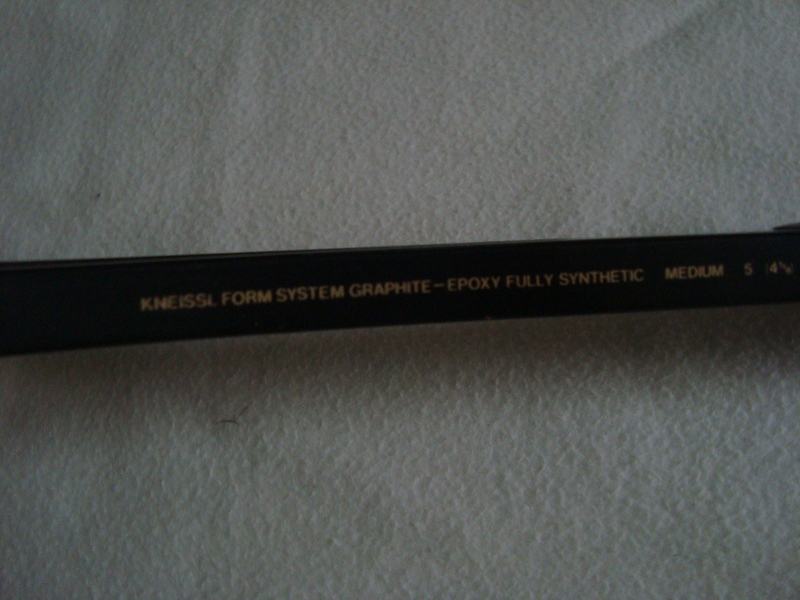 KNEISSL FORM SYSTEM GRAPHITE-EPOXY FULLY SYNTHETIC MEDIUM 5